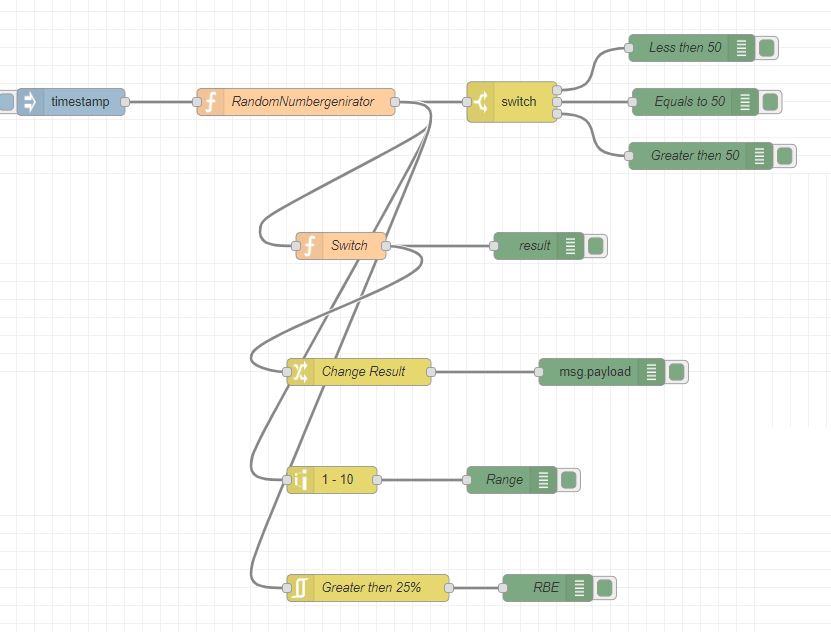 Less then 50
timestamp
RandomNumbergenirator
switch
Equals to 50
Greater then 50
Switch
result
Change Result
msg.payload
1 - 10
Range
Greater then 25%
RBE